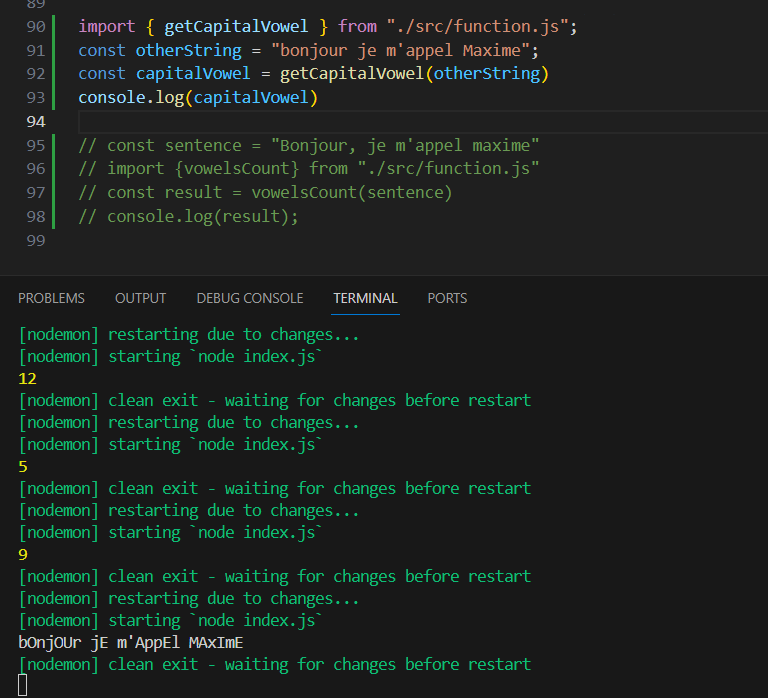 89
90 import { getCapitalVowel } from "./src/function.js";
91 const otherString = "bonjour je m'appel Maxime";
92 const capitalVowel = getCapitalVowel(otherString)
93 console.log(capitalVowel)
94
95 // const sentence = "Bonjour, je m'appel maxime"
96 // import {vowelsCount} from "./src/function.js"
97 // const result = vowelsCount(sentence)
98 // console.log(result);
99
PROBLEMS OUTPUT DEBUG CONSOLE TERMINAL PORTS
[nodemon] restarting due to changes...
[nodemon] starting `node index.js`
12
[nodemon] clean exit - waiting for changes before restart
[nodemon] restarting due to changes...
[nodemon] starting `node index.js`
5
[nodemon] clean exit - waiting for changes before restart
[nodemon] restarting due to changes...
[nodemon] starting `node index.js`
9
[nodemon] clean exit - waiting for changes before restart
[nodemon] restarting due to changes...
[nodemon] starting `node index.js`
bOnjOUr jE m'AppEl MAxImE
[nodemon] clean exit - waiting for changes before restart